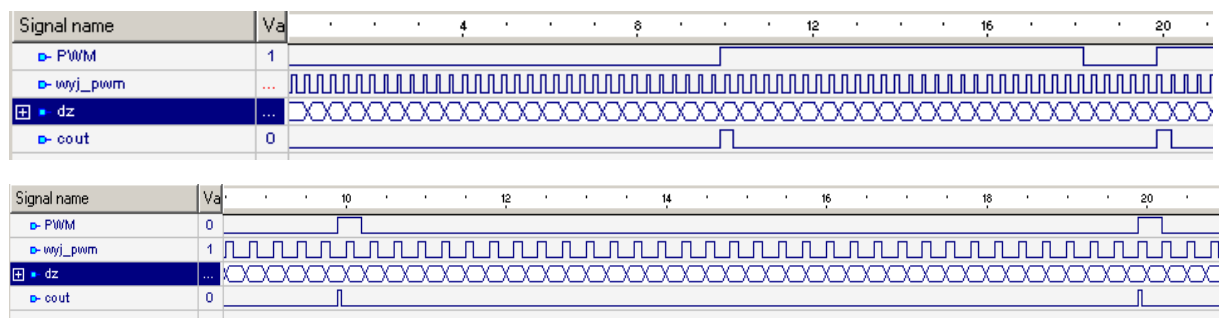 Signal name Va 4 8 12 16 20
PWM 1
wyj_pwm ...
dz ...
cout 0
Signal name Va 10 12 14 16 18 20
PWM 0
wyj_pwm 1
dz ...
cout 0